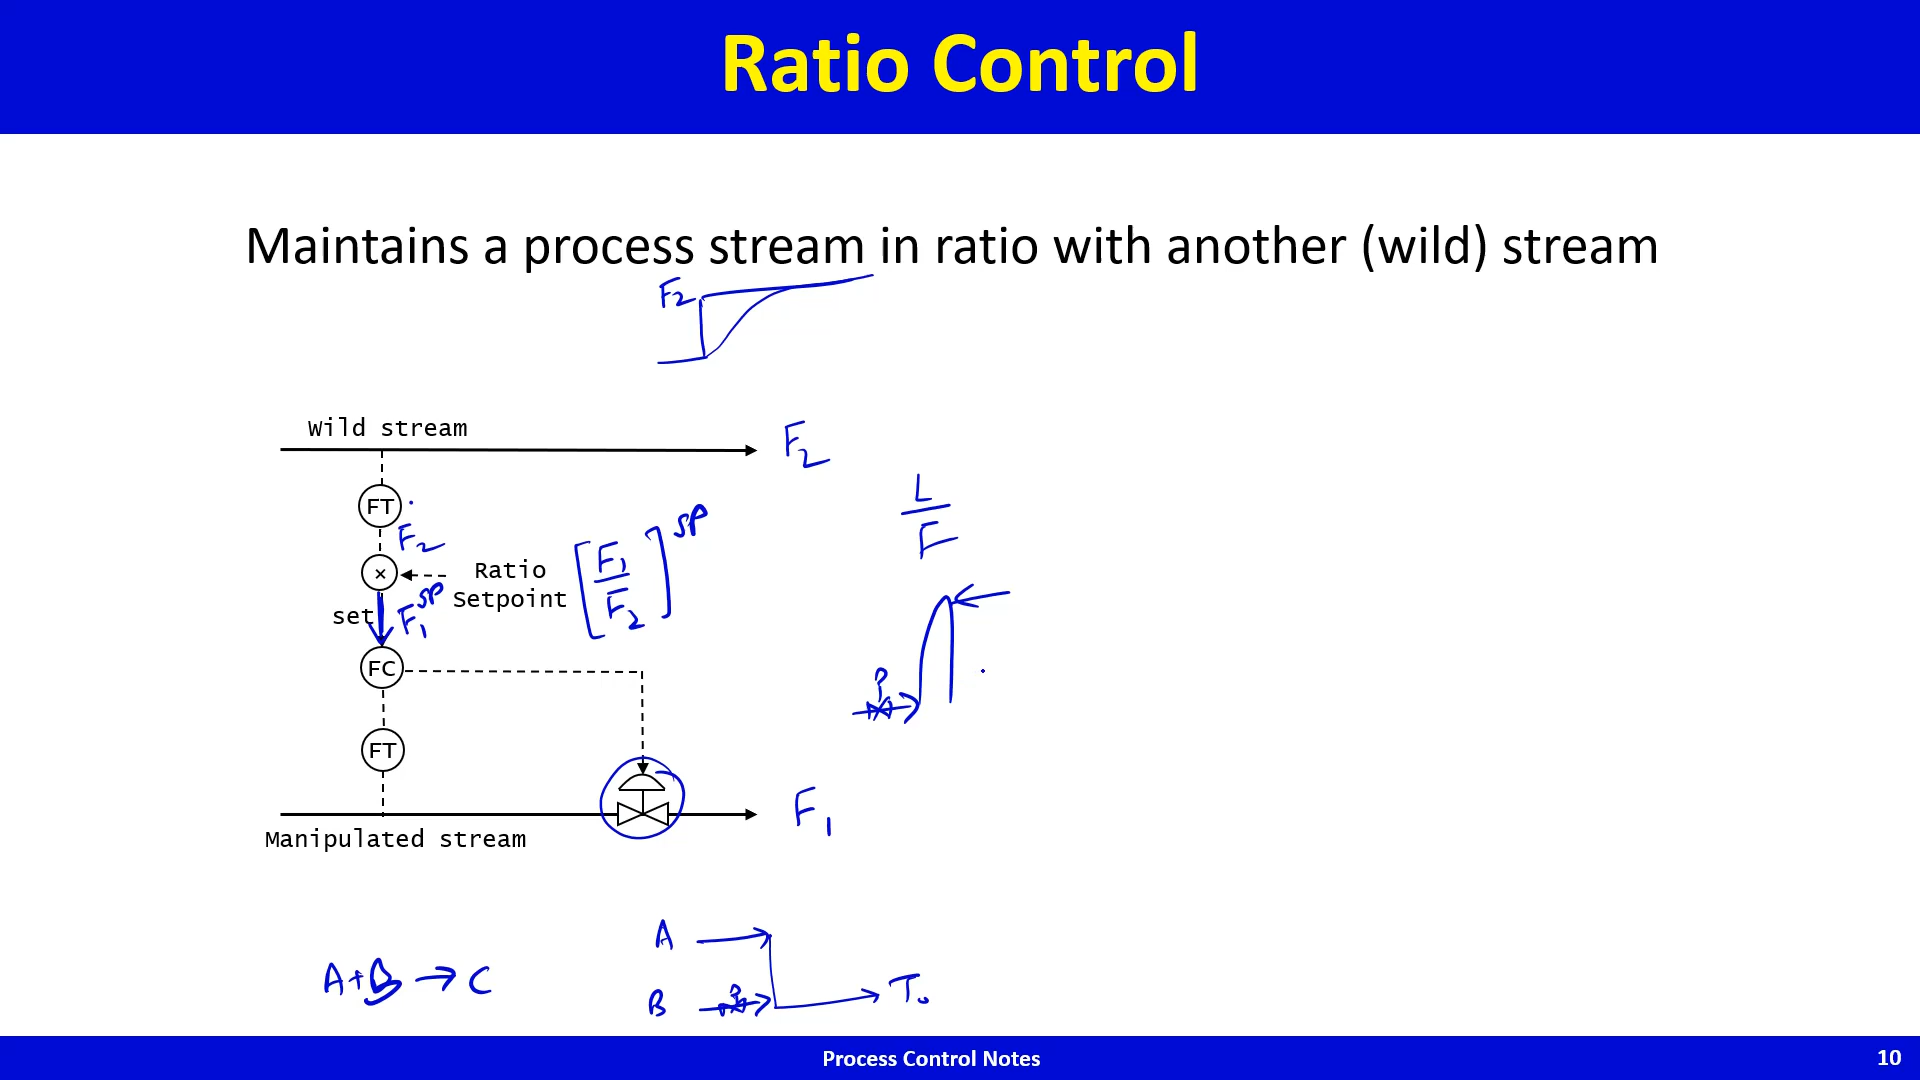 Ratio Control
Maintains a process stream in ratio with another (wild) stream
F2
Wild stream
F2
FT
F2
×
Ratio
Setpoint
[F1/F2]SP
L/F
set
F1SP
FC
FT
F1
Manipulated stream
A
A+B → C
B
To
Process Control Notes
10